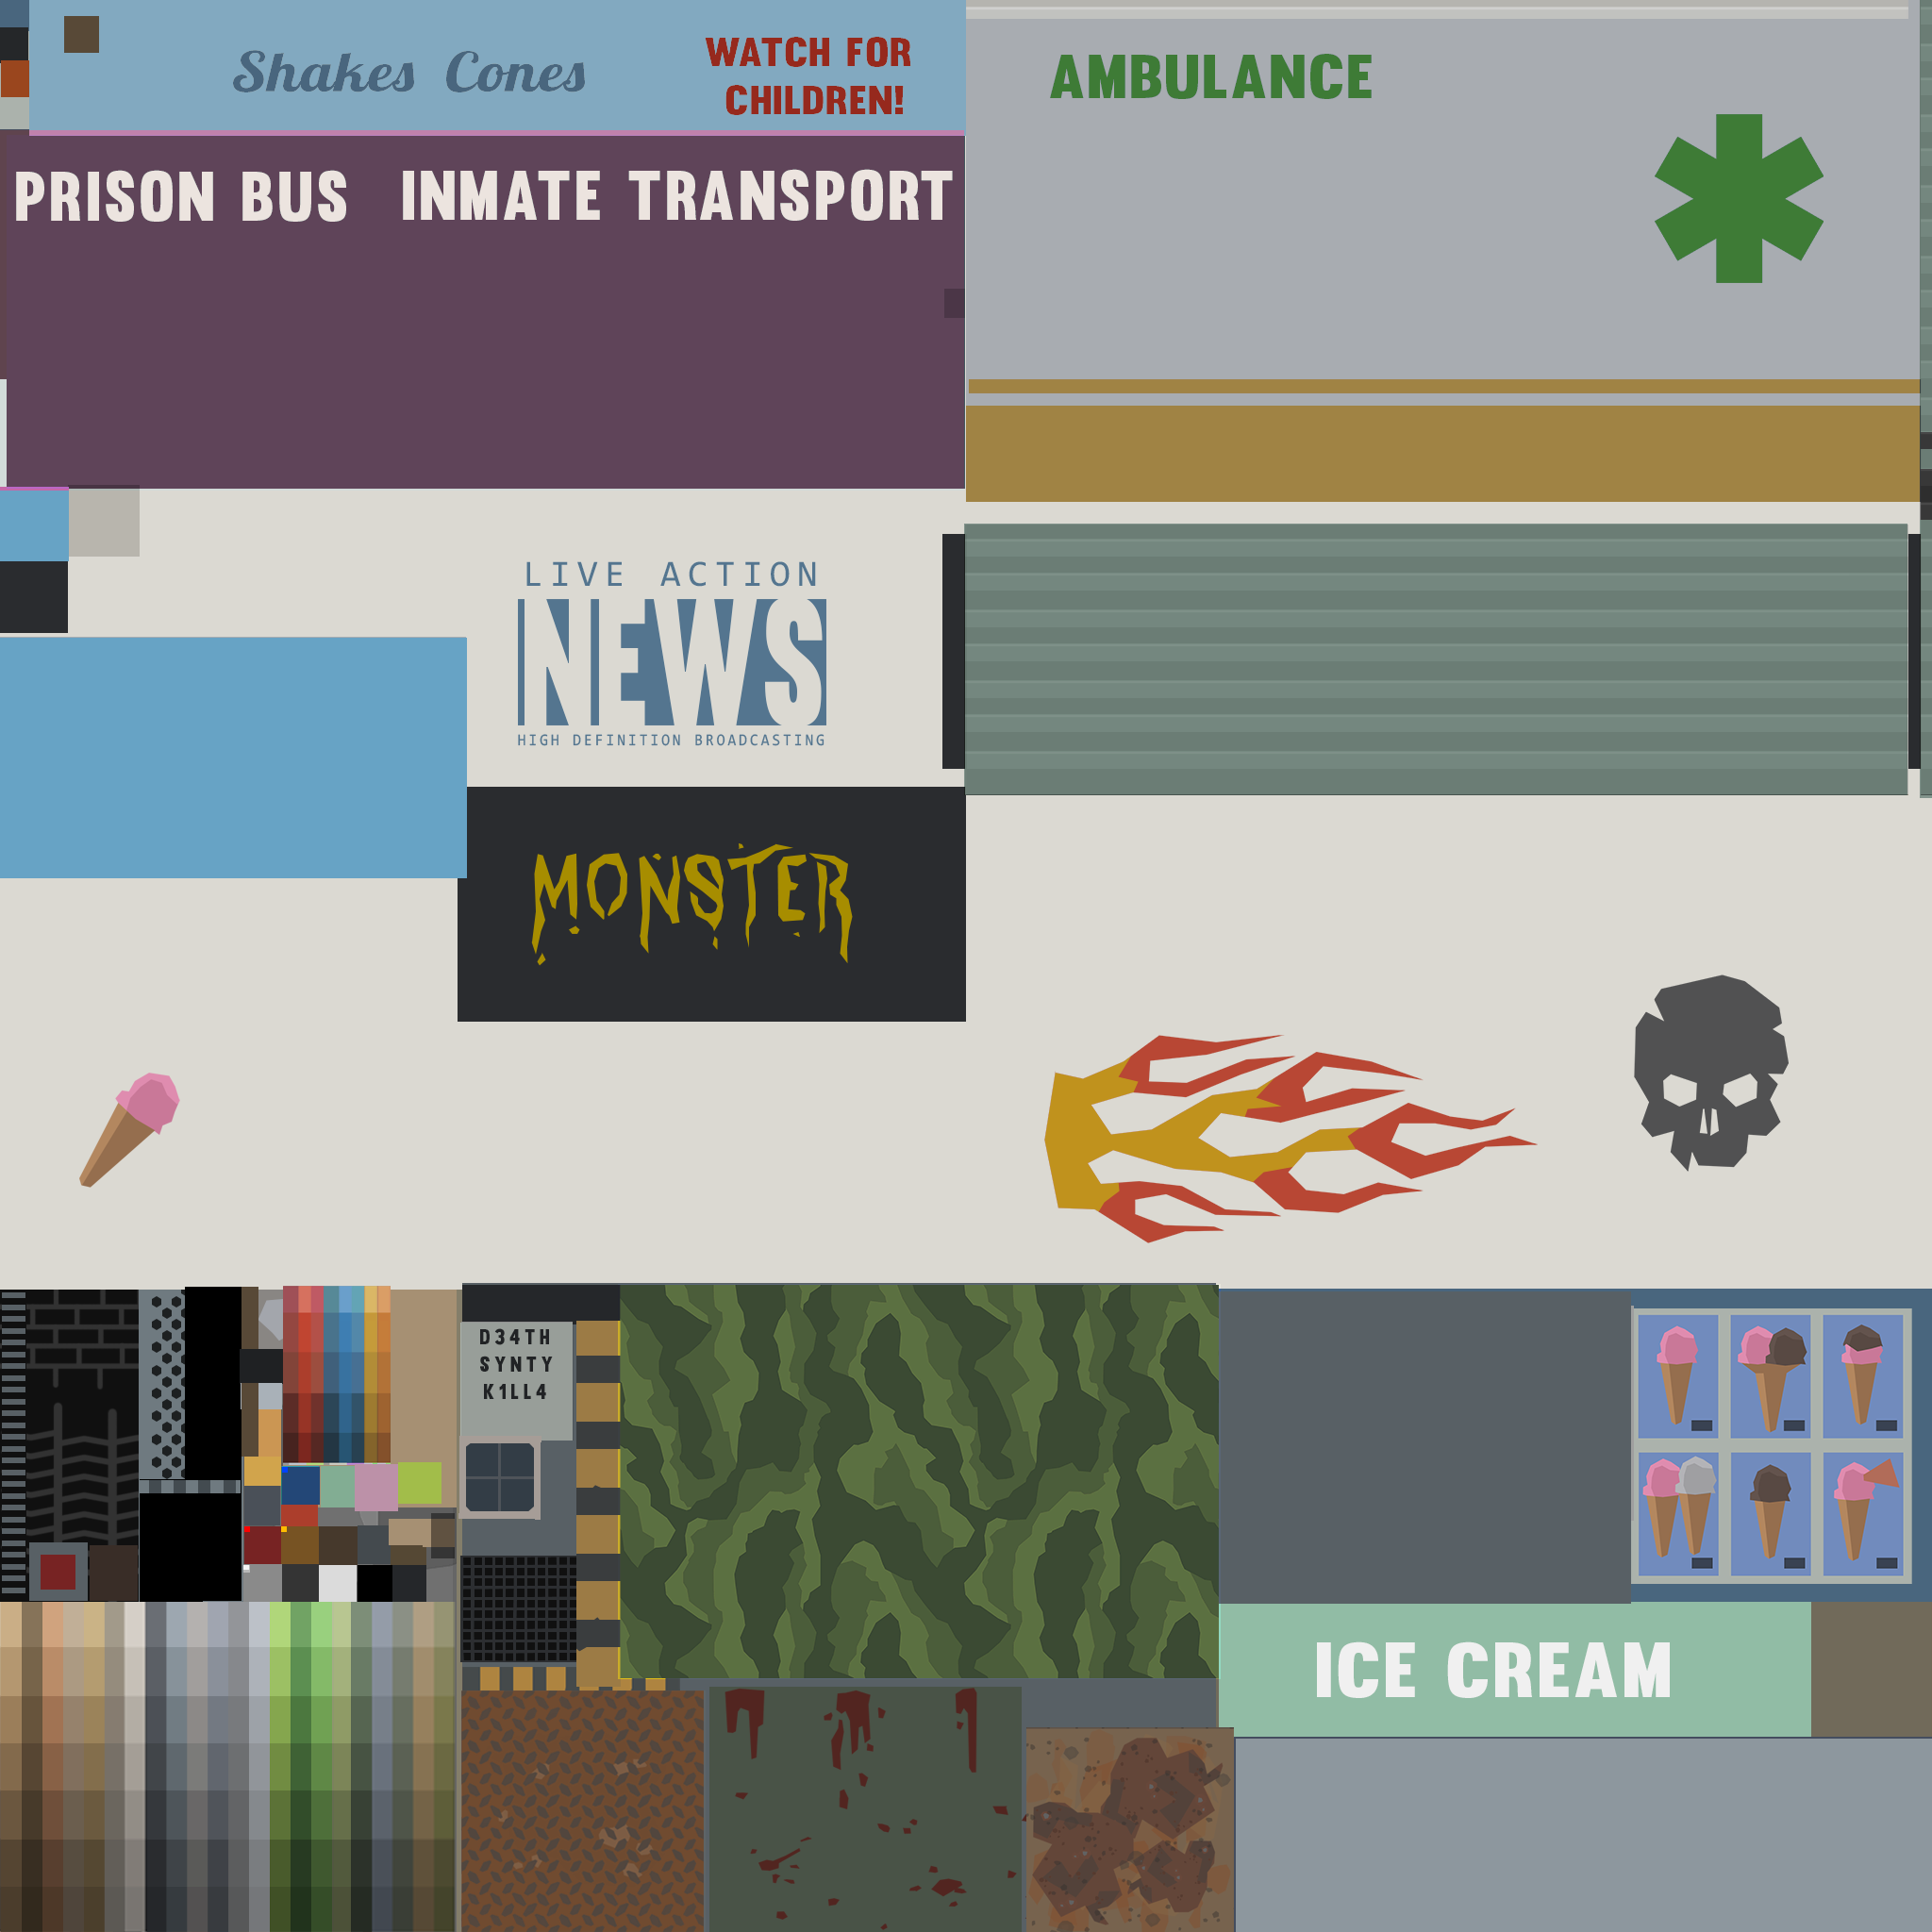 Shakes Cones
WATCH FOR
CHILDREN!
AMBULANCE
PRISON BUS INMATE TRANSPORT
LIVE ACTION
NEWS
HIGH DEFINITION BROADCASTING
MONSTER
D34TH
SYNTY
K1LL4
ICE CREAM